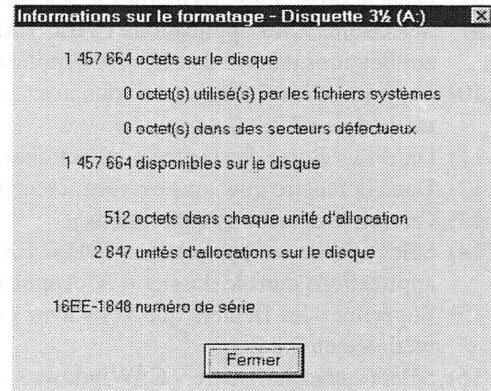 Informations sur le formatage - Disquette 3½ (A:)
1 457 664 octets sur le disque
0 octet(s) utilisé(s) par les fichiers systèmes
0 octet(s) dans des secteurs défectueux
1 457 664 disponibles sur le disque
512 octets dans chaque unité d'allocation
2 847 unités d'allocations sur le disque
16EE-1848 numéro de série
Fermer